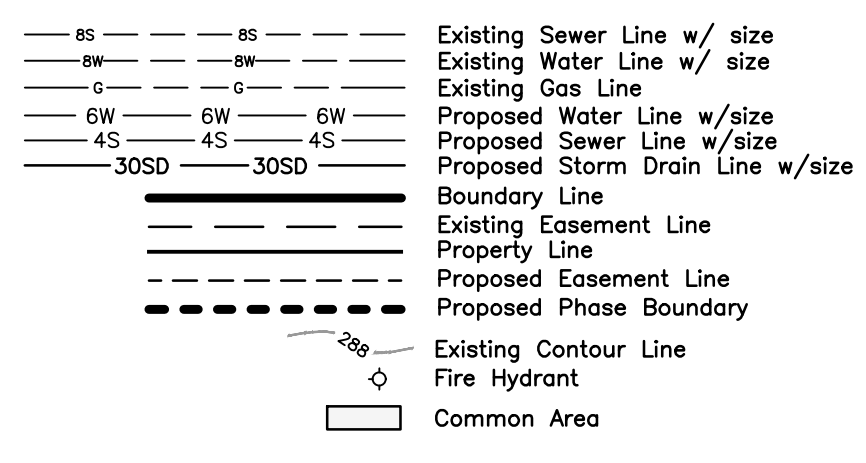 8S 8S Existing Sewer Line w/ size
8W 8W Existing Water Line w/ size
G G Existing Gas Line
6W 6W 6W Proposed Water Line w/size
4S 4S 4S Proposed Sewer Line w/size
30SD 30SD Proposed Storm Drain Line w/size
Boundary Line
Existing Easement Line
Property Line
Proposed Easement Line
Proposed Phase Boundary
288 Existing Contour Line
Fire Hydrant
Common Area